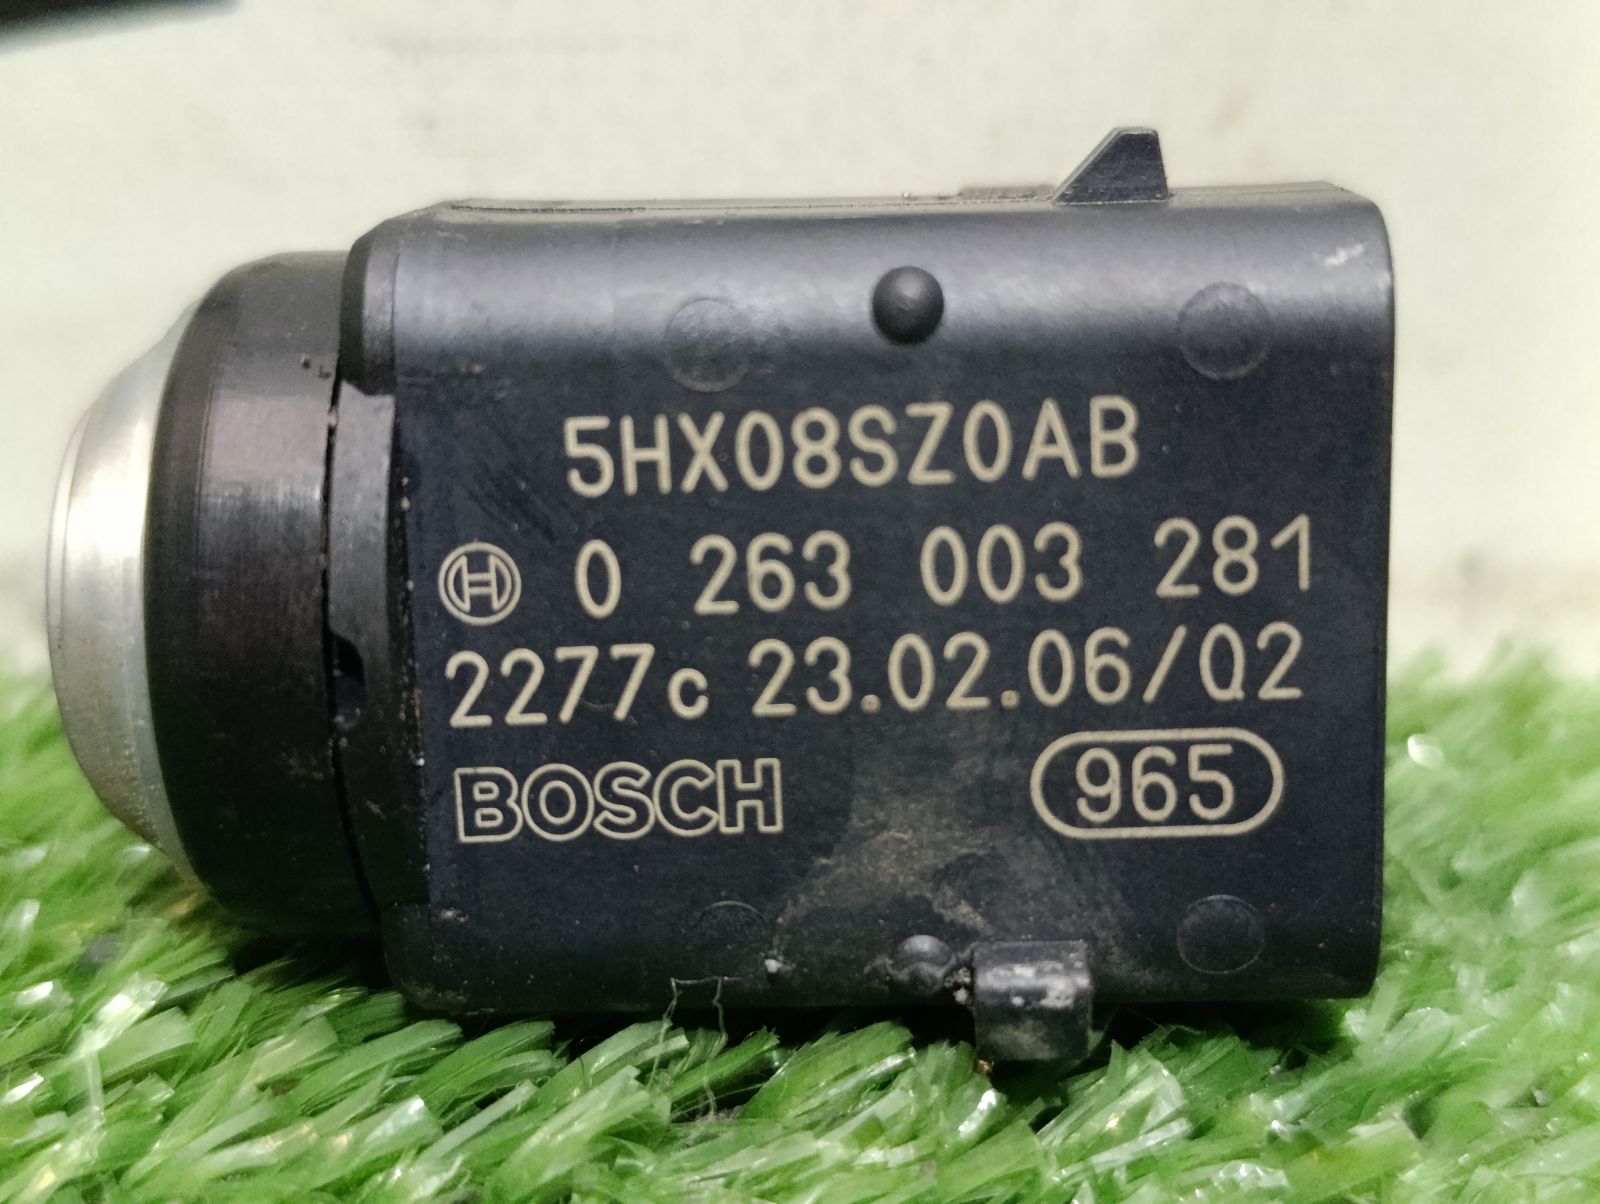 5HX08SZ0AB
0 263 003 281
2277c 23.02.06/Q2
BOSCH 965